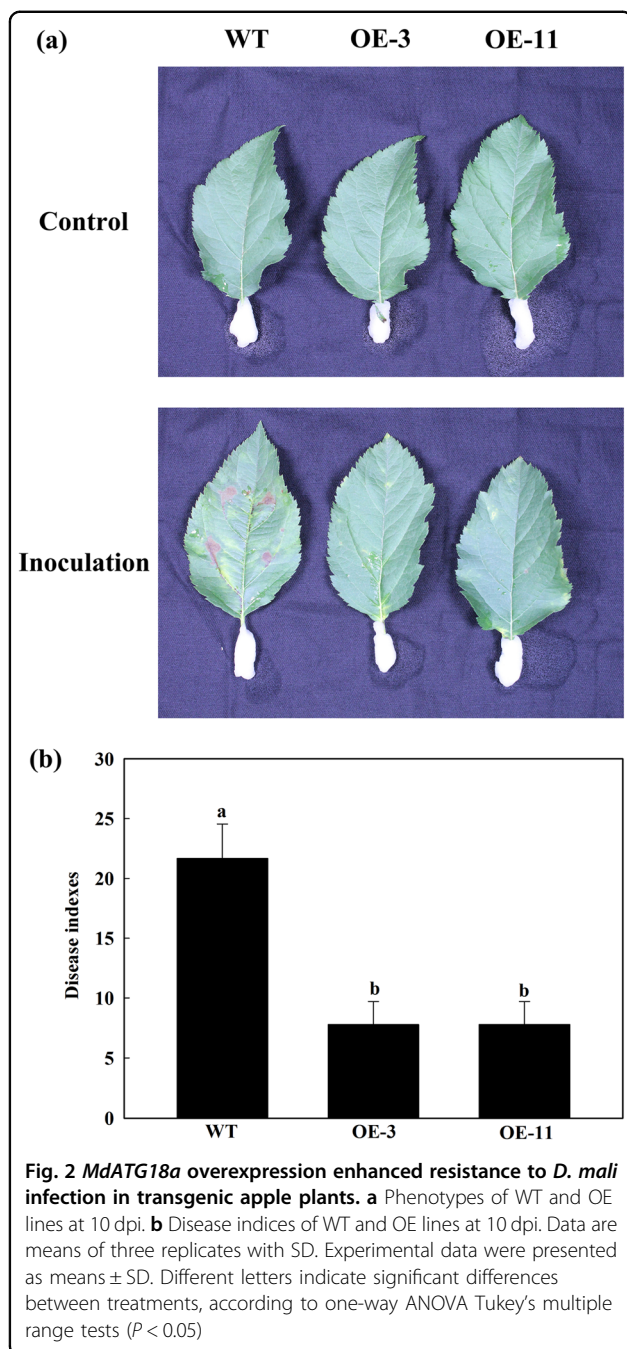 (a) WT OE-3 OE-11
Control
Inoculation
(b)
30
25
20
15
10
5
0
Disease indexes
a
b
b
WT OE-3 OE-11
Fig. 2 MdATG18a overexpression enhanced resistance to D. mali
infection in transgenic apple plants. a Phenotypes of WT and OE
lines at 10 dpi. b Disease indices of WT and OE lines at 10 dpi. Data are
means of three replicates with SD. Experimental data were presented
as means ± SD. Different letters indicate significant differences
between treatments, according to one-way ANOVA Tukey's multiple
range tests (P < 0.05)